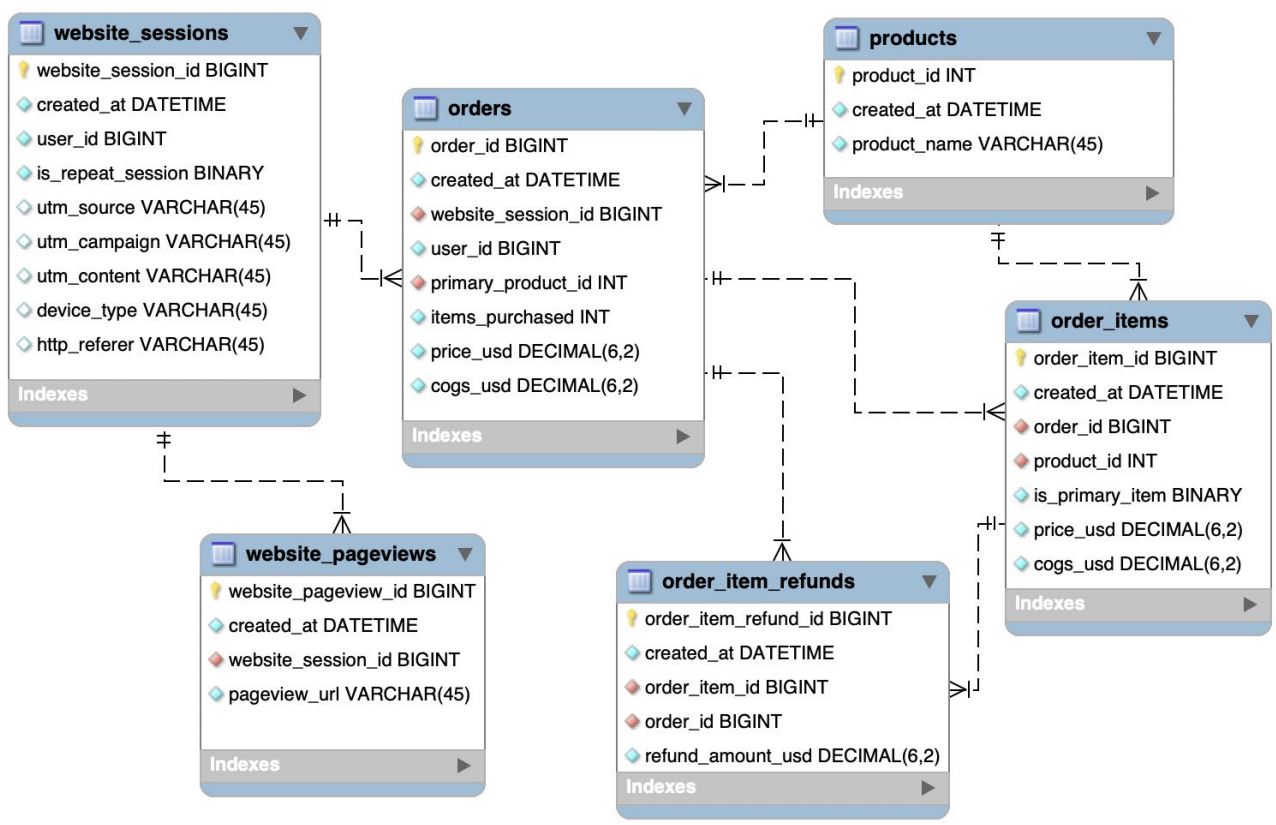 website_sessions
website_session_id BIGINT
created_at DATETIME
user_id BIGINT
is_repeat_session BINARY
utm_source VARCHAR(45)
utm_campaign VARCHAR(45)
utm_content VARCHAR(45)
device_type VARCHAR(45)
http_referer VARCHAR(45)
Indexes
orders
order_id BIGINT
created_at DATETIME
website_session_id BIGINT
user_id BIGINT
primary_product_id INT
items_purchased INT
price_usd DECIMAL(6,2)
cogs_usd DECIMAL(6,2)
Indexes
products
product_id INT
created_at DATETIME
product_name VARCHAR(45)
Indexes
order_items
order_item_id BIGINT
created_at DATETIME
order_id BIGINT
product_id INT
is_primary_item BINARY
price_usd DECIMAL(6,2)
cogs_usd DECIMAL(6,2)
Indexes
website_pageviews
website_pageview_id BIGINT
created_at DATETIME
website_session_id BIGINT
pageview_url VARCHAR(45)
Indexes
order_item_refunds
order_item_refund_id BIGINT
created_at DATETIME
order_item_id BIGINT
order_id BIGINT
refund_amount_usd DECIMAL(6,2)
Indexes